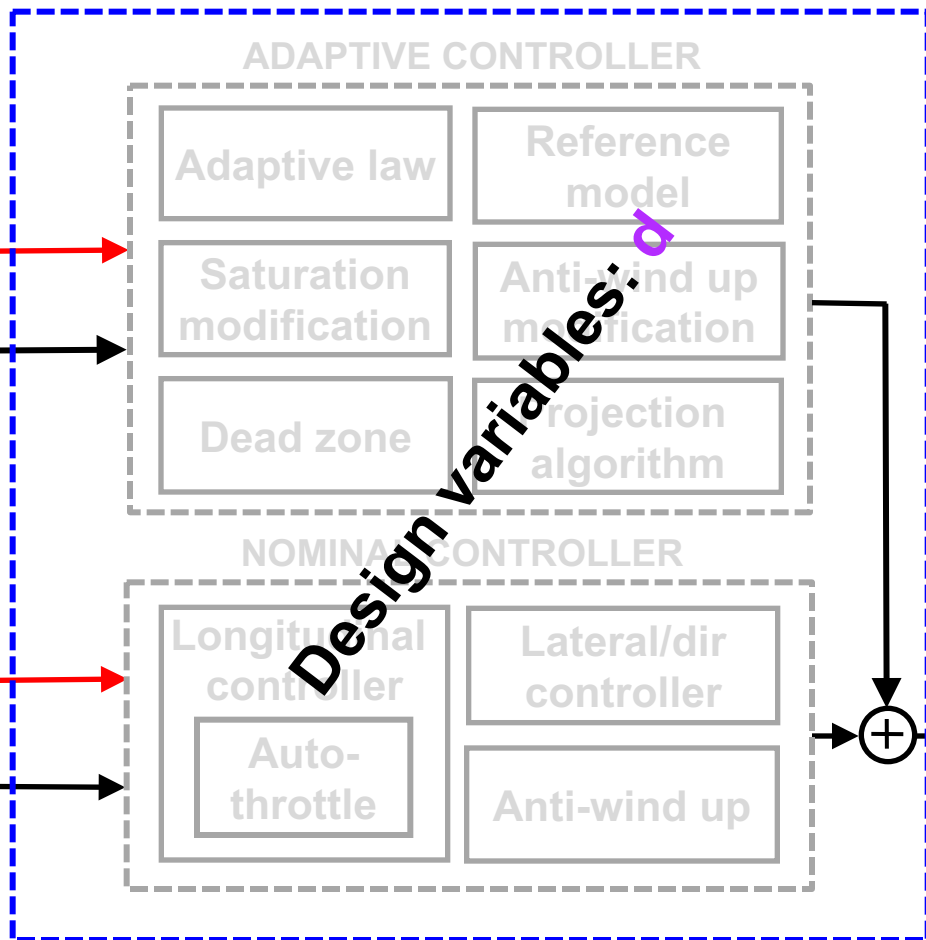 ADAPTIVE CONTROLLER
Adaptive law
Reference
model
Saturation
modification
Anti-wind up
modification
Dead zone
Projection
algorithm
Design variables: d
NOMINAL CONTROLLER
Longitudinal
controller
Auto-
throttle
Lateral/dir
controller
Anti-wind up
+